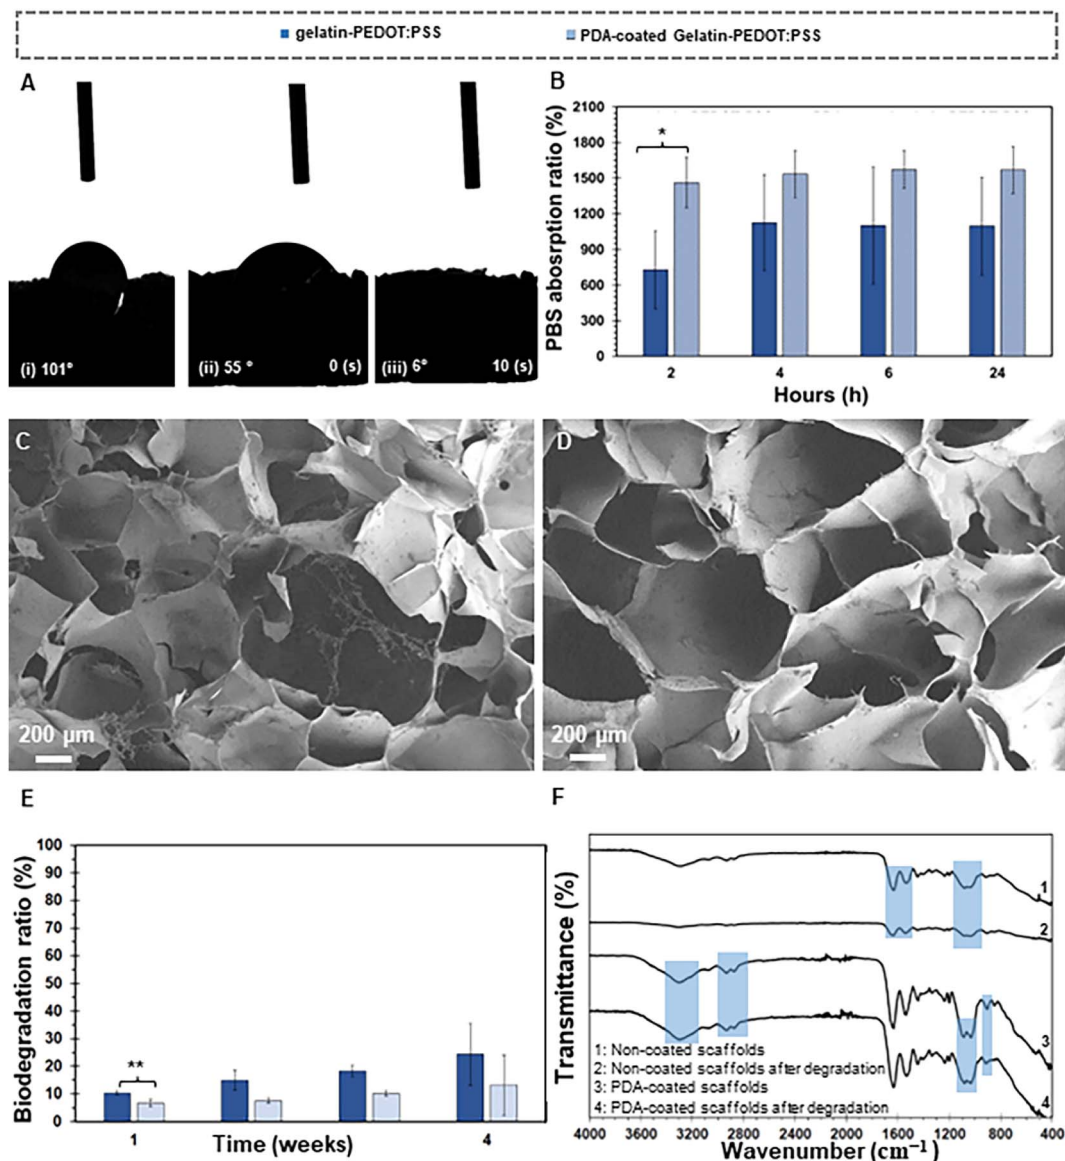 gelatin-PEDOT:PSS
PDA-coated Gelatin-PEDOT:PSS
A
(i) 101°
(ii) 55 °
0 (s)
(iii) 6°
10 (s)
B
PBS abosrption ratio (%)
2100
1800
1500
1200
900
600
300
0
*
2
4
6
24
Hours (h)
C
200 µm
D
200 µm
E
Biodegradation ratio (%)
100
90
80
70
60
50
40
30
20
10
0
**
1
4
Time (weeks)
F
Transmittance (%)
1
2
3
4
1: Non-coated scaffolds
2: Non-coated scaffolds after degradation
3: PDA-coated scaffolds
4: PDA-coated scaffolds after degradation
4000 3600 3200 2800 2400 2000 1600 1200 800 400
Wavenumber (cm⁻¹)